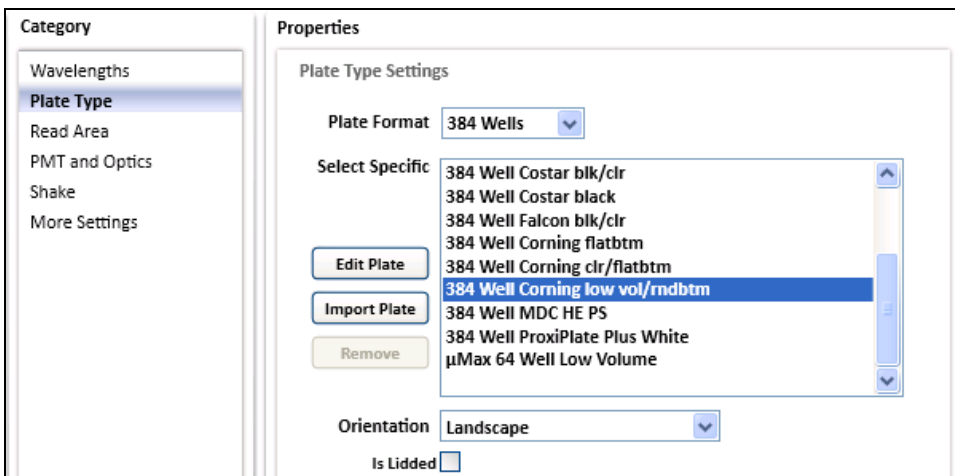 Category
Wavelengths
Plate Type
Read Area
PMT and Optics
Shake
More Settings
Properties
Plate Type Settings
Plate Format 384 Wells
Select Specific
384 Well Costar blk/clr
384 Well Costar black
384 Well Falcon blk/clr
384 Well Corning flatbtm
384 Well Corning clr/flatbtm
384 Well Corning low vol/rndbtm
384 Well MDC HE PS
384 Well ProxiPlate Plus White
µMax 64 Well Low Volume
Edit Plate
Import Plate
Remove
Orientation Landscape
Is Lidded